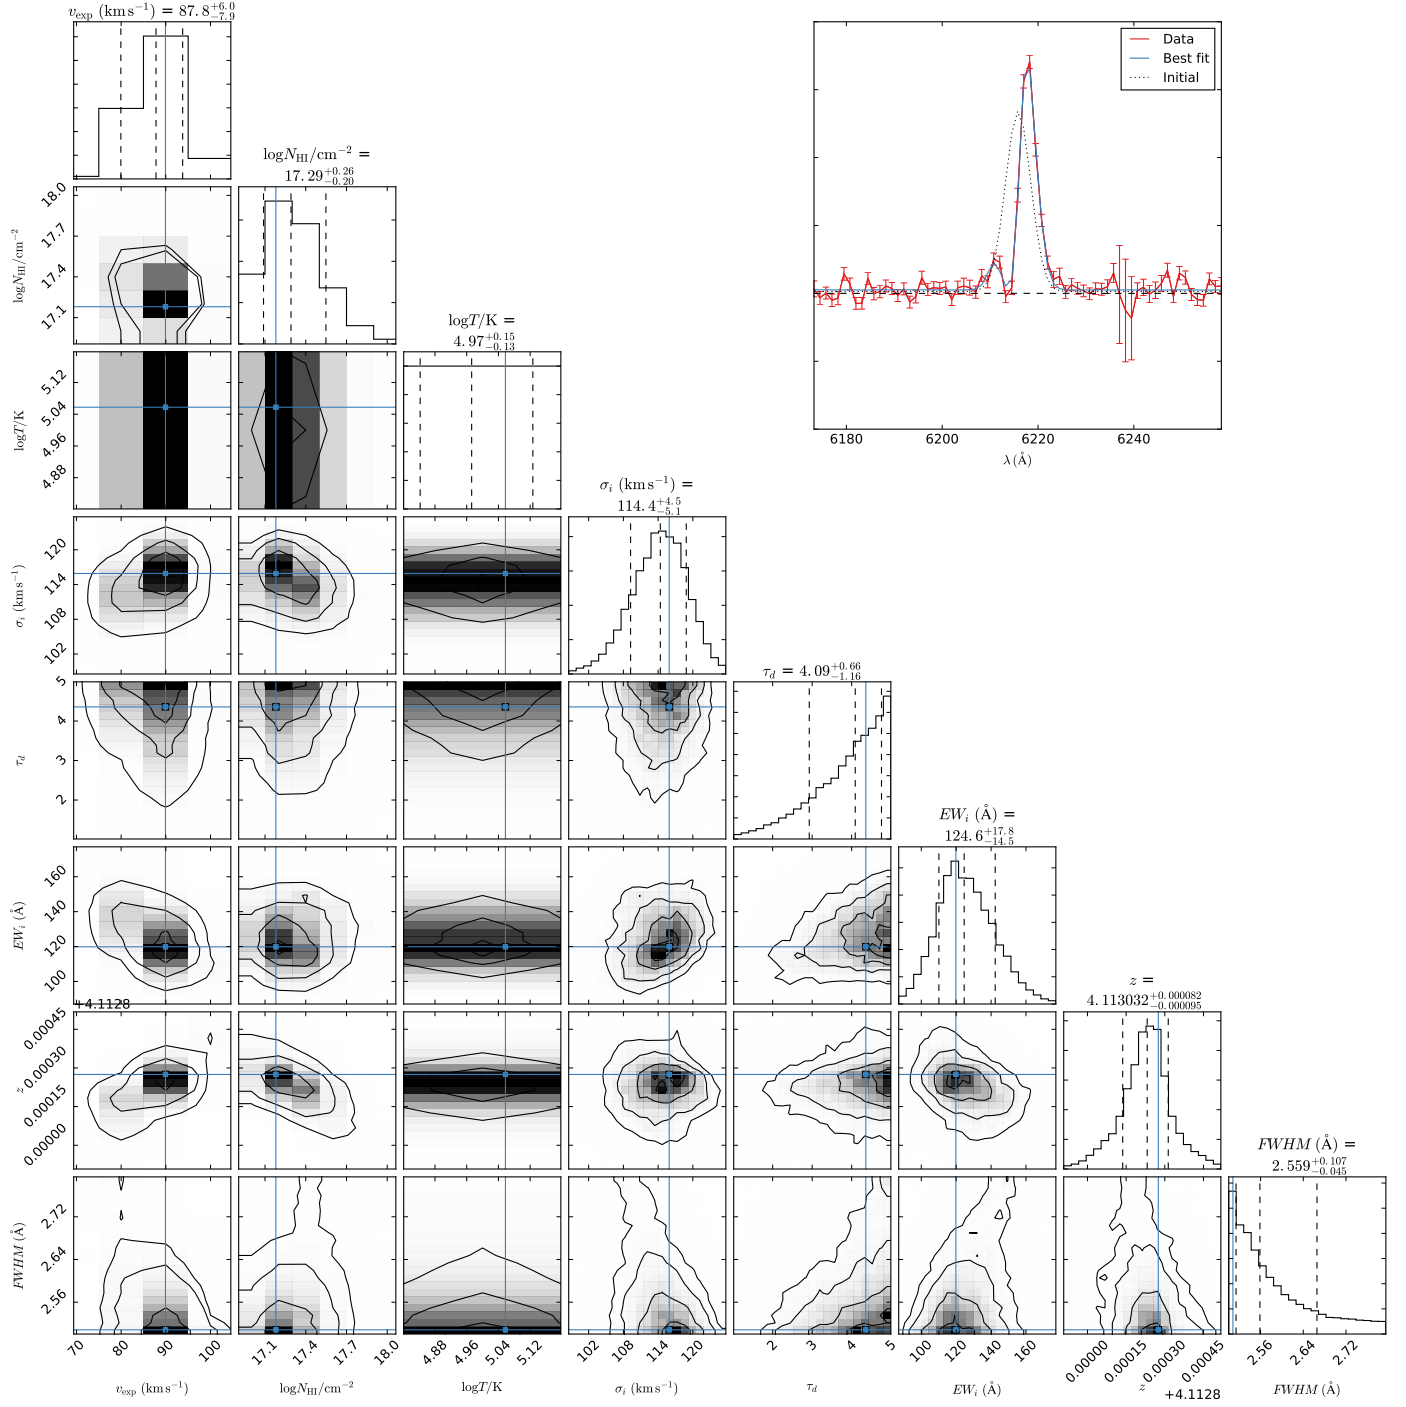 v_exp (km s⁻¹) = 87.8 +6.0 −7.9
Data
Best fit
Initial
6180 6200 6220 6240
λ (Å)
log N_HI/cm⁻² =
17.29 +0.26 −0.20
18.0
17.7
17.4
17.1
log N_HI/cm⁻²
log T/K =
4.97 +0.15 −0.13
5.12
5.04
4.96
4.88
log T/K
σ_i (km s⁻¹) =
114.4 +4.5 −5.1
120
114
108
102
σ_i (km s⁻¹)
τ_d = 4.09 +0.66 −1.16
5
4
3
2
τ_d
EW_i (Å) =
124.6 +17.8 −14.5
160
140
120
100
EW_i (Å)
z =
4.113032 +0.000082 −0.000095
+4.1128
0.00045
0.00030
0.00015
0.00000
z
FWHM (Å) =
2.559 +0.107 −0.045
2.72
2.64
2.56
FWHM (Å)
70 80 90 100
17.1 17.4 17.7 18.0
4.88 4.96 5.04 5.12
102 108 114 120
2 3 4 5
100 120 140 160
0.00000 0.00015 0.00030 0.00045
2.56 2.64 2.72
v_exp (km s⁻¹)
log N_HI/cm⁻²
log T/K
σ_i (km s⁻¹)
τ_d
EW_i (Å)
z
+4.1128
FWHM (Å)